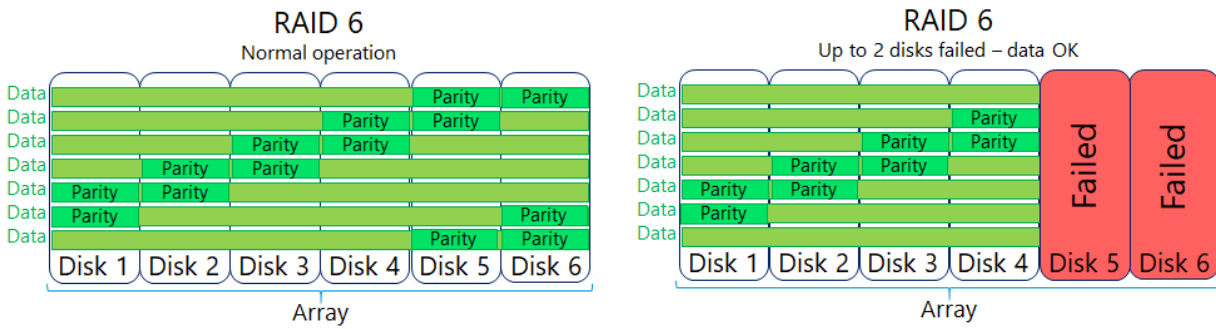 RAID 6
Normal operation
Data Parity Parity
Data Parity Parity
Data Parity Parity
Data Parity Parity
Data Parity Parity
Data Parity Parity
Data Parity Parity
Disk 1 Disk 2 Disk 3 Disk 4 Disk 5 Disk 6
Array
RAID 6
Up to 2 disks failed – data OK
Data
Data Parity
Data Parity Parity
Data Parity Parity
Data Parity Parity
Data Parity
Data
Failed
Failed
Disk 1 Disk 2 Disk 3 Disk 4 Disk 5 Disk 6
Array